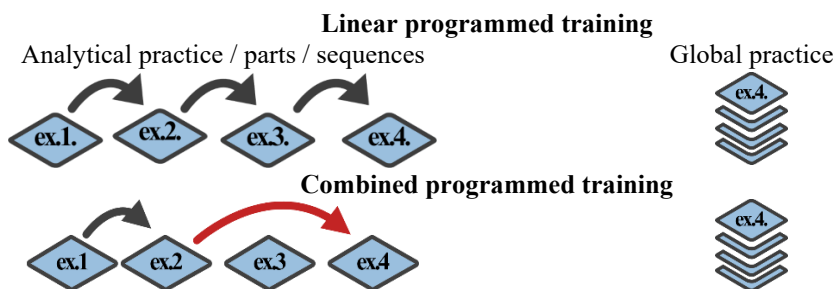 Linear programmed training
Analytical practice / parts / sequences
Global practice
ex.1.
ex.2.
ex.3.
ex.4.
ex.4.
Combined programmed training
ex.1
ex.2
ex.3
ex.4
ex.4.